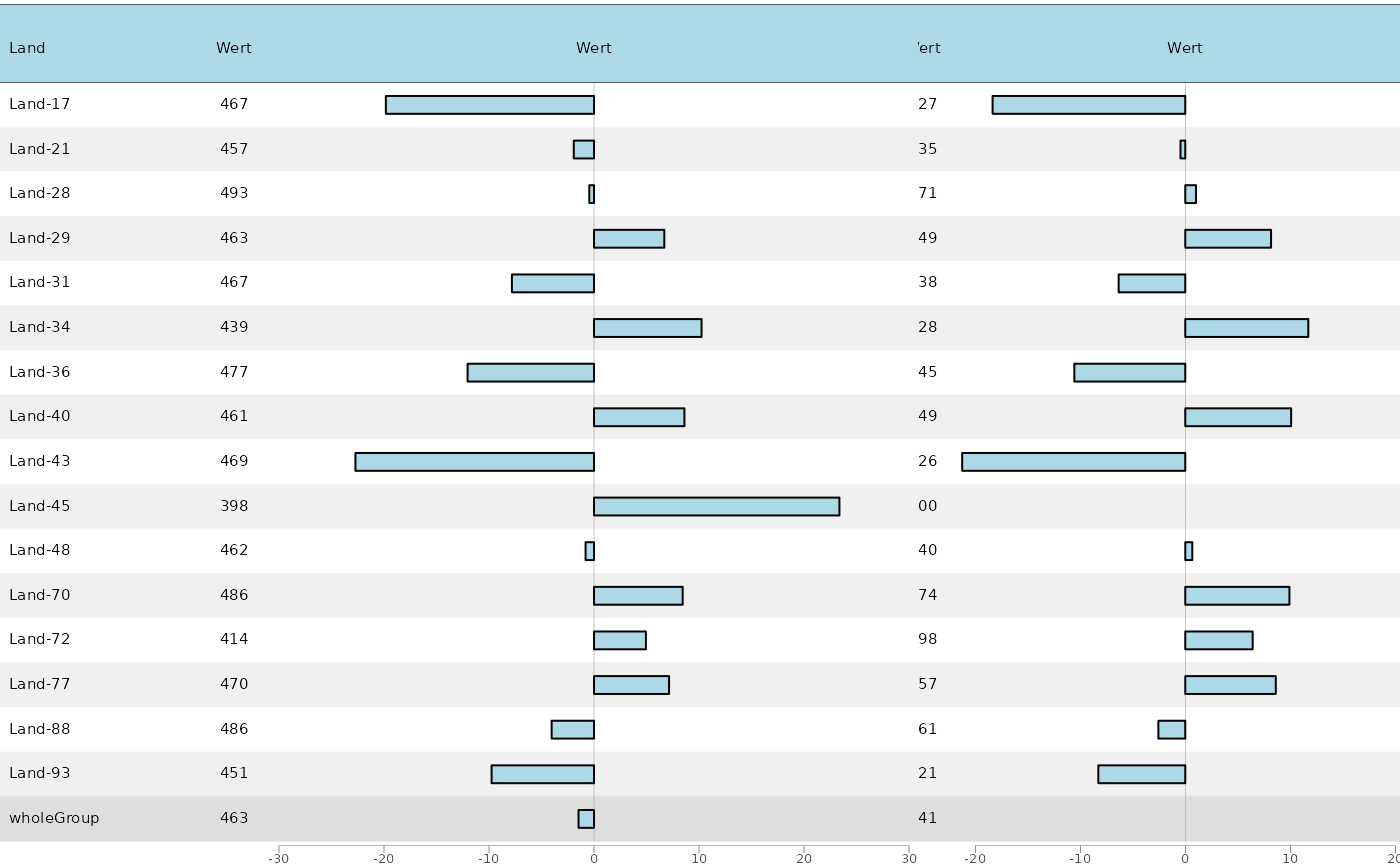 Land Wert Wert Wert
Land-17 467 27
Land-21 457 35
Land-28 493 71
Land-29 463 49
Land-31 467 38
Land-34 439 28
Land-36 477 45
Land-40 461 49
Land-43 469 26
Land-45 398 00
Land-48 462 40
Land-70 486 74
Land-72 414 98
Land-77 470 57
Land-88 486 61
Land-93 451 21
wholeGroup 463 41
-30 -20 -10 0 10 20 30 -20 -10 0 10 20